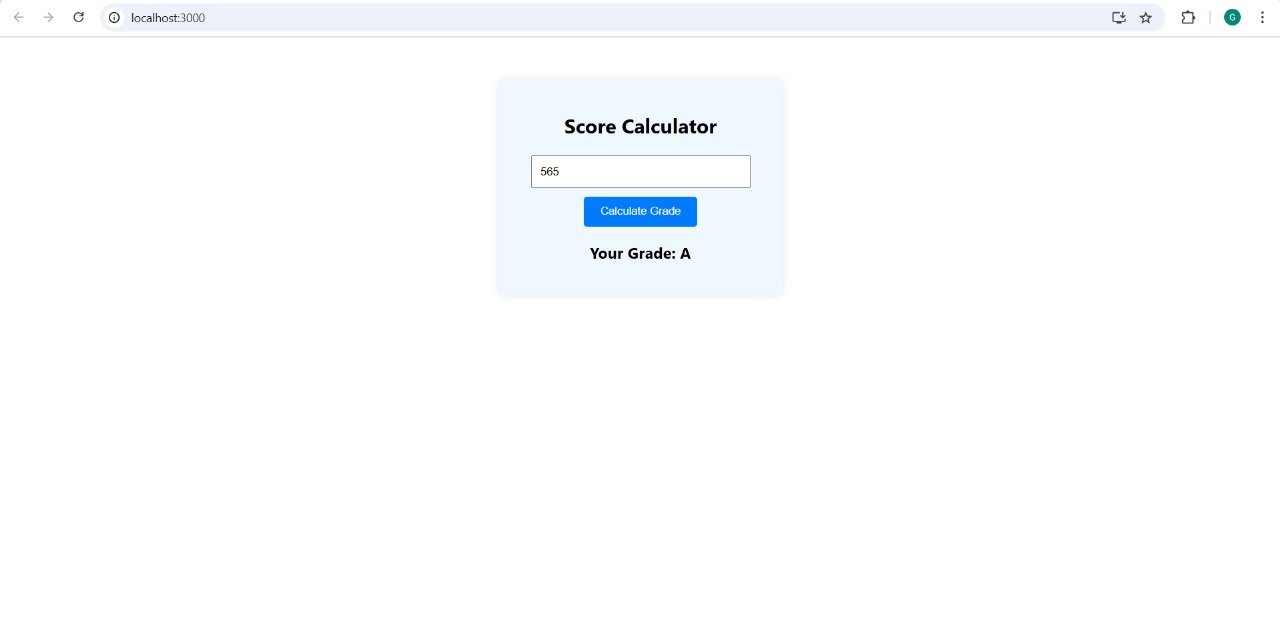 localhost:3000
G
Score Calculator
565
Calculate Grade
Your Grade: A